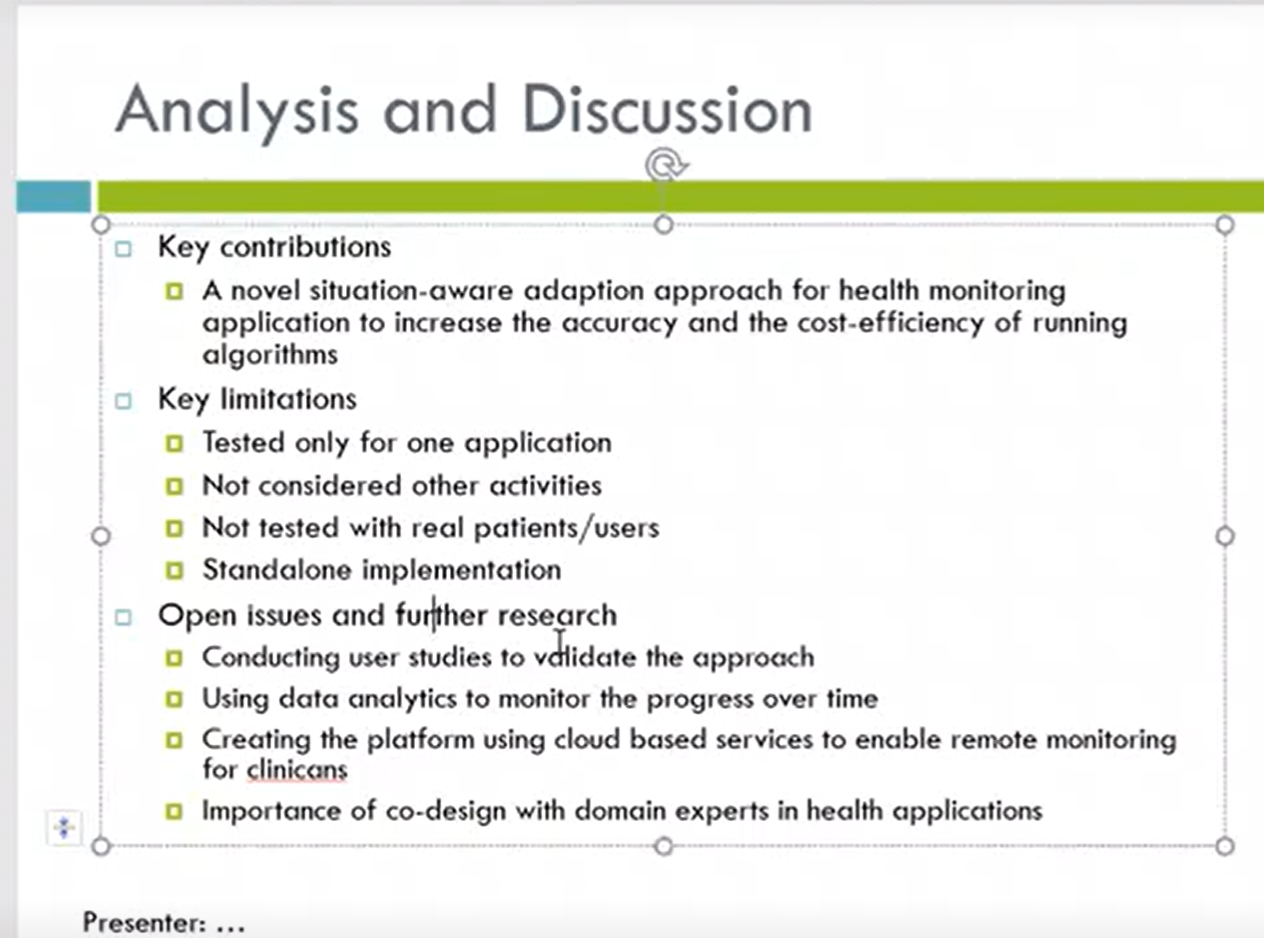 Analysis and Discussion
Key contributions
A novel situation-aware adaption approach for health monitoring
application to increase the accuracy and the cost-efficiency of running
algorithms
Key limitations
Tested only for one application
Not considered other activities
Not tested with real patients/users
Standalone implementation
Open issues and further research
Conducting user studies to validate the approach
Using data analytics to monitor the progress over time
Creating the platform using cloud based services to enable remote monitoring
for clinicans
Importance of co-design with domain experts in health applications
Presenter: ...